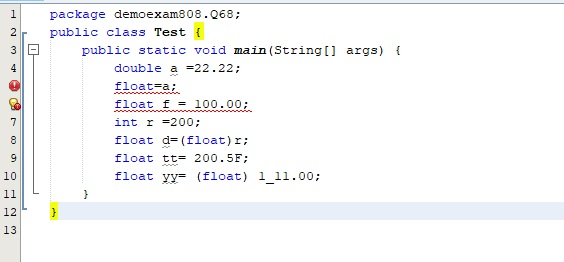 1 package demoexam808.Q68;
2 public class Test {
3 public static void main(String[] args) {
4 double a =22.22;
float=a;
float f = 100.00;
7 int r =200;
8 float d=(float)r;
9 float tt= 200.5F;
10 float yy= (float) 1_11.00;
11 }
12 }
13